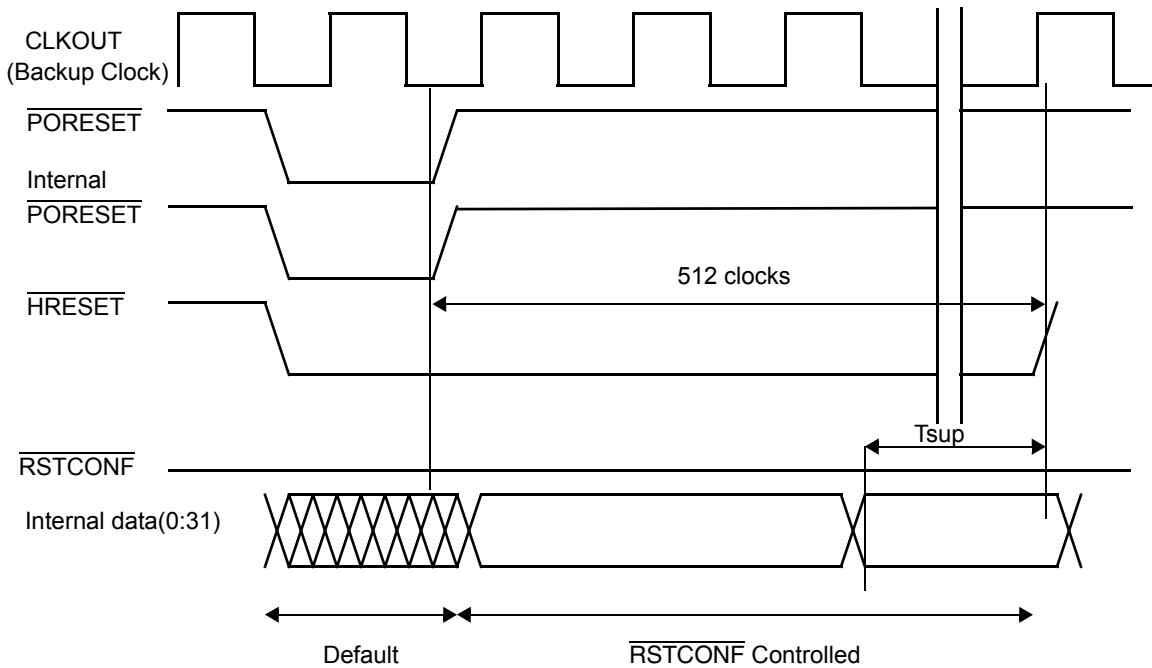 CLKOUT
(Backup Clock)
PORESET
Internal
PORESET
512 clocks
HRESET
Tsup
RSTCONF
Internal data(0:31)
Default
RSTCONF Controlled